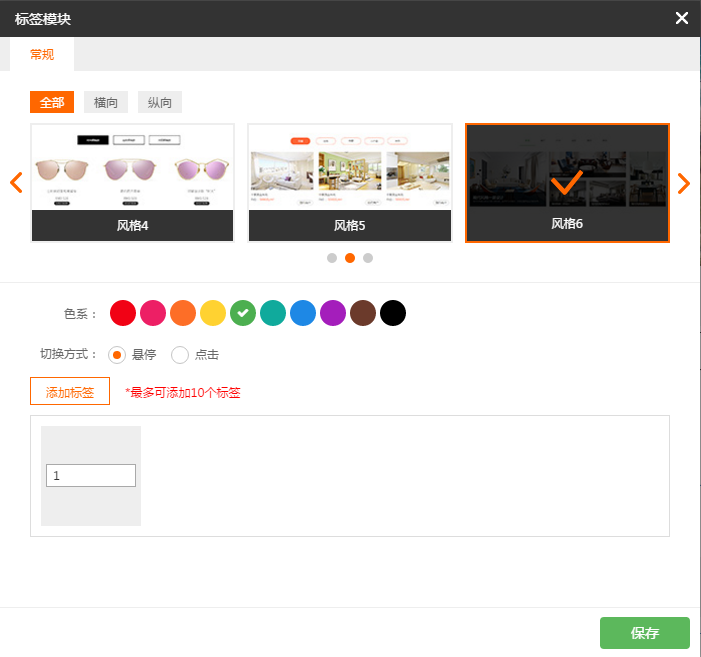 标签模块
常规
全部 横向 纵向
风格4 风格5 风格6
色系：
切换方式： 悬停 点击
添加标签 *最多可添加10个标签
1
保存